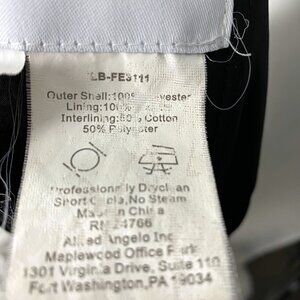 LB-FE3111
Outer Shell:100% Polyester
Lining:100%
Interlining:50% Cotton
50% Polyester
Professionally Dryclean
Short Cycle,No Steam
Made in China
RN 74766
Allied Angelo Inc
Maplewood Office Park
1301 Virginia Drive, Suite 110
Fort Washington,PA 19034